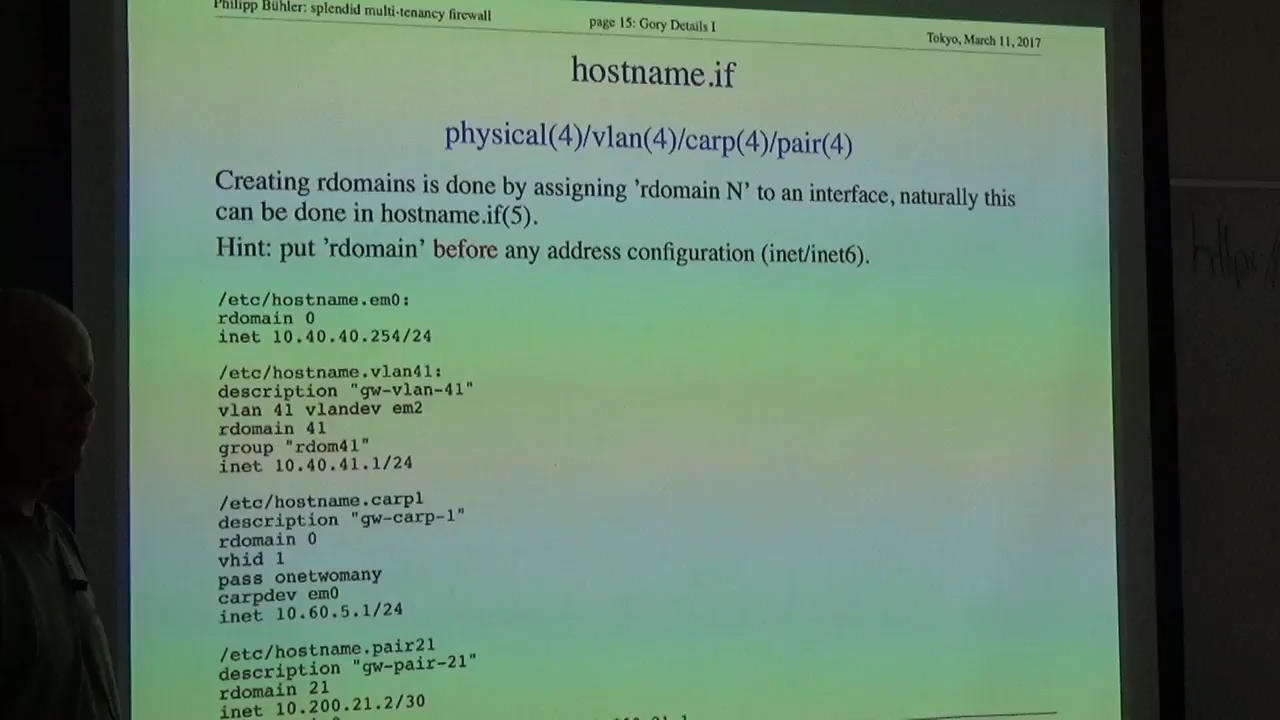 Philipp Bühler: splendid multi-tenancy firewall
page 15: Gory Details I
Tokyo, March 11, 2017
hostname.if
physical(4)/vlan(4)/carp(4)/pair(4)
Creating rdomains is done by assigning 'rdomain N' to an interface, naturally this
can be done in hostname.if(5).
Hint: put 'rdomain' before any address configuration (inet/inet6).
/etc/hostname.em0:
rdomain 0
inet 10.40.40.254/24
/etc/hostname.vlan41:
description "gw-vlan-41"
vlan 41 vlandev em2
rdomain 41
group "rdom41"
inet 10.40.41.1/24
/etc/hostname.carp1
description "gw-carp-1"
rdomain 0
vhid 1
pass onetwomany
carpdev em0
inet 10.60.5.1/24
/etc/hostname.pair21
description "gw-pair-21"
rdomain 21
inet 10.200.21.2/30